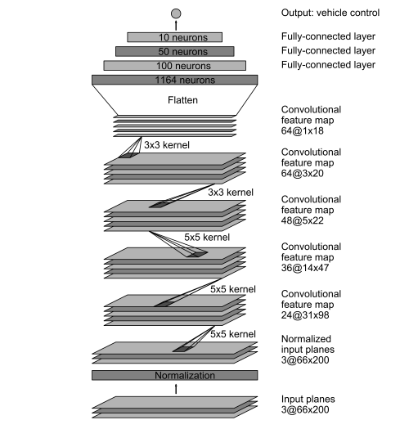 Output: vehicle control
10 neurons
Fully-connected layer
50 neurons
Fully-connected layer
100 neurons
Fully-connected layer
1164 neurons
Flatten
Convolutional
feature map
64@1x18
3x3 kernel
Convolutional
feature map
64@3x20
3x3 kernel
Convolutional
feature map
48@5x22
5x5 kernel
Convolutional
feature map
36@14x47
5x5 kernel
Convolutional
feature map
24@31x98
5x5 kernel
Normalized
input planes
3@66x200
Normalization
Input planes
3@66x200